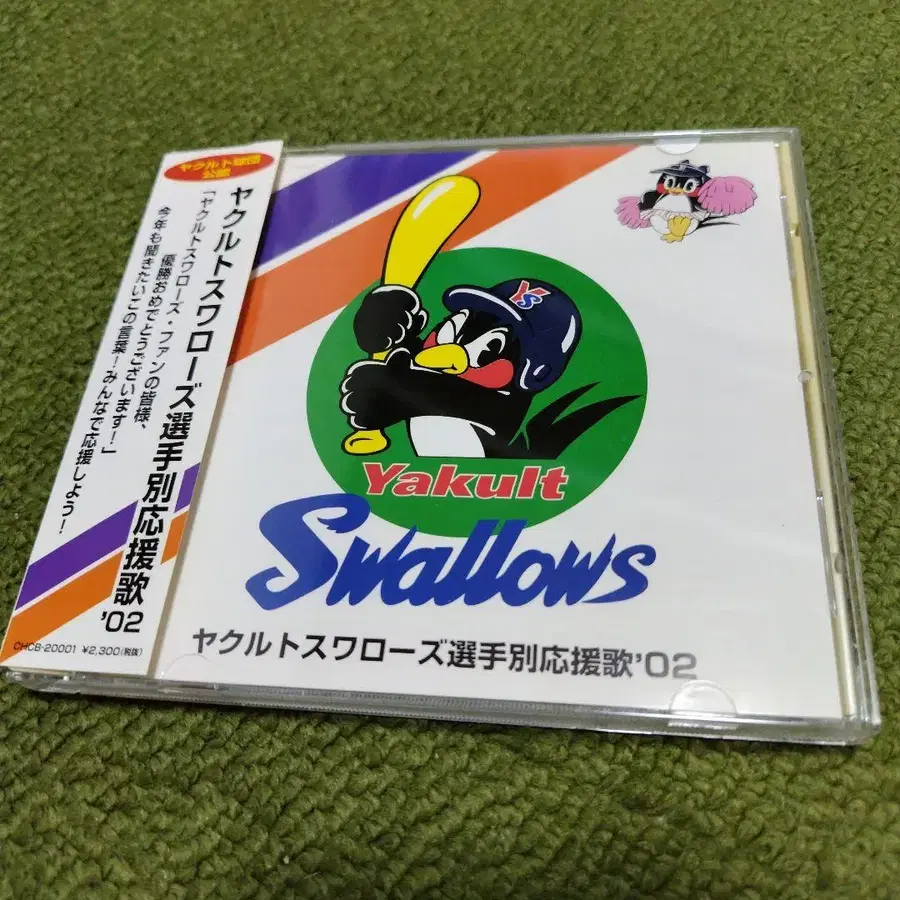 ヤクルト球団
公認
ヤクルトスワローズ選手別応援歌'02
「ヤクルトスワローズ・ファンの皆様、
優勝おめでとうございます！」
今年も聞きたいこの言葉！みんなで応援しよう！
CHCB-20001 ¥2,300(税抜)
YS
Yakult
Swallows
ヤクルトスワローズ選手別応援歌'02